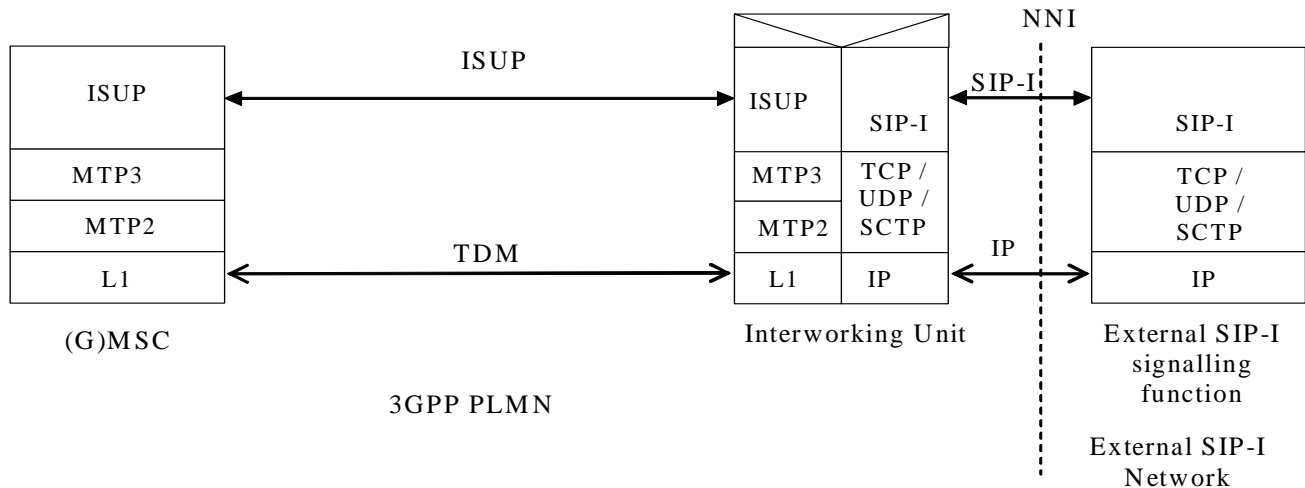 NNI
ISUP
ISUP
ISUP
SIP-I
SIP-I
SIP-I
MTP3
MTP2
L1
TDM
MTP3
MTP2
L1
TCP /
UDP /
SCTP
IP
IP
TCP /
UDP /
SCTP
IP
(G)MSC
Interworking Unit
External SIP-I
signalling
function
3GPP PLMN
External SIP-I
Network